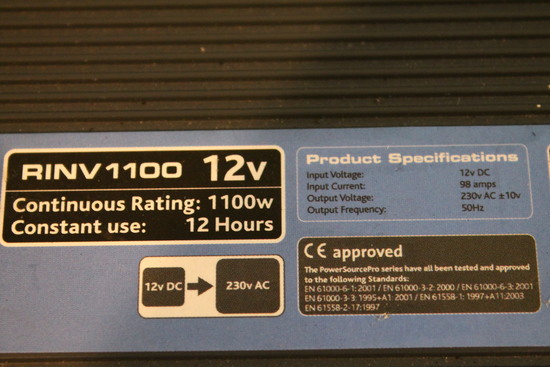 RINV1100 12v
Continuous Rating: 1100w
Constant use: 12 Hours
12v DC 230v AC
Product Specifications
Input Voltage: 12v DC
Input Current: 98 amps
Output Voltage: 230v AC ±10v
Output Frequency: 50Hz
CE approved
The PowerSourcePro series have all been tested and approved
to the following Standards:
EN 61000-6-1: 2001 / EN 61000-3-2: 2000 / EN 61000-6-3: 2001
EN 61000-3-3: 1995+A1: 2001 / EN 61558-1: 1997+A11:2003
EN 61558-2-17:1997